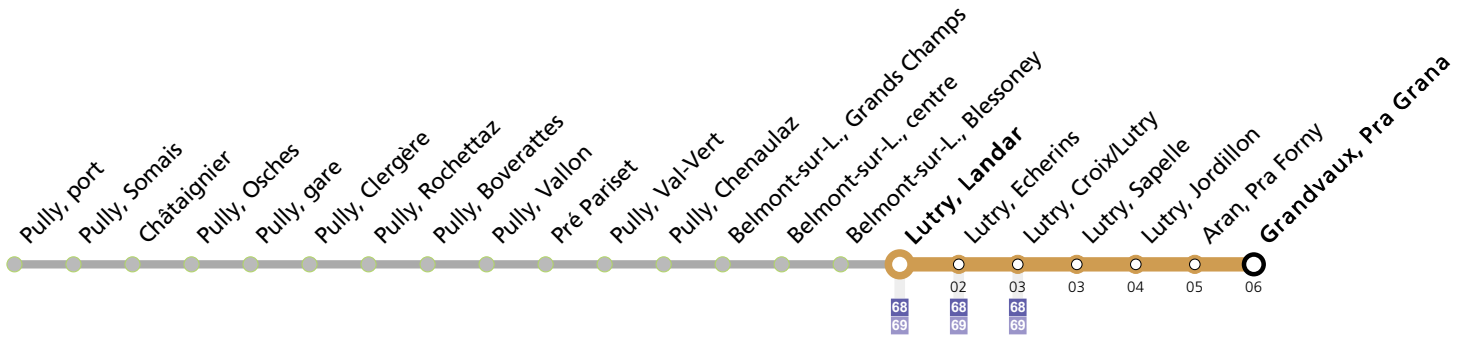 Pully, port
Pully, Somais
Châtaignier
Pully, Osches
Pully, gare
Pully, Clergère
Pully, Rochettaz
Pully, Boverattes
Pully, Vallon
Pré Pariset
Pully, Val-Vert
Pully, Chenaulaz
Belmont-sur-L., Grands Champs
Belmont-sur-L., centre
Belmont-sur-L., Blessoney
Lutry, Landar
Lutry, Echerins
Lutry, Croix/Lutry
Lutry, Sapelle
Lutry, Jordillon
Aran, Pra Forny
Grandvaux, Pra Grana
02 03 03 04 05 06
68 68 68
69 69 69